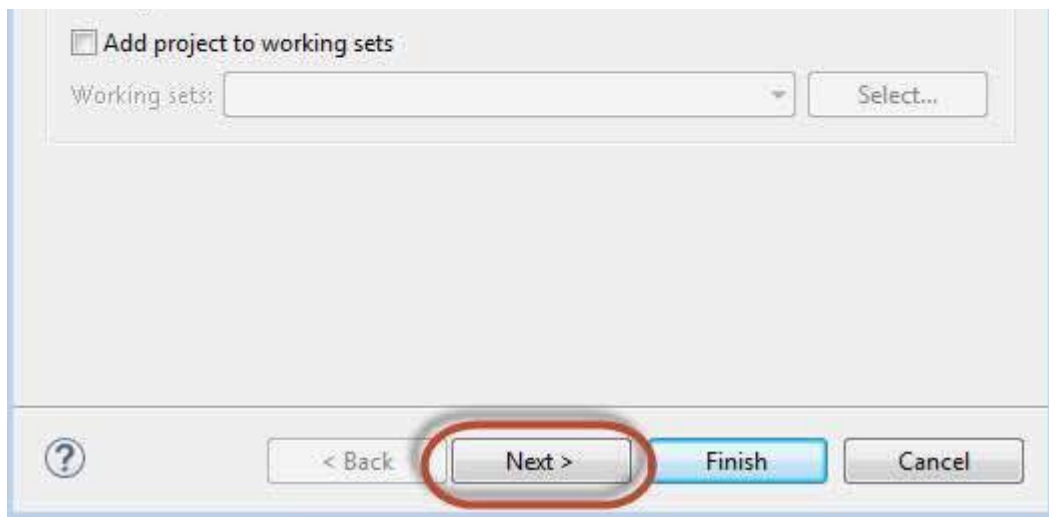 Add project to working sets
Working sets:
Select...
?
< Back
Next >
Finish
Cancel